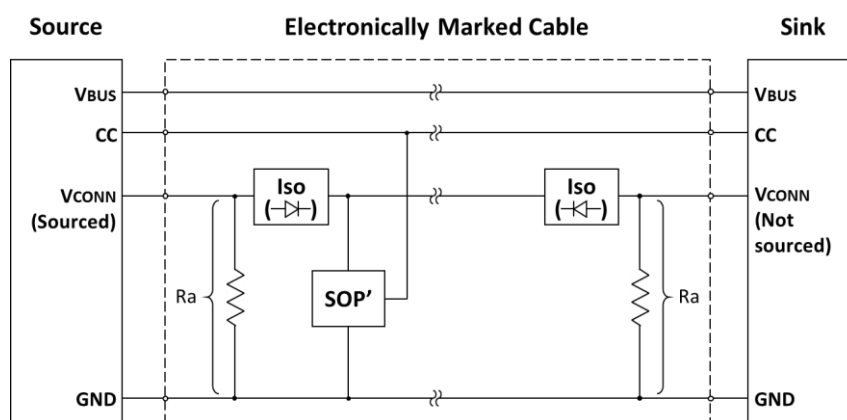 Source
Electronically Marked Cable
Sink
VBUS
VBUS
CC
CC
VCONN
(Sourced)
Iso
Iso
VCONN
(Not
sourced)
Ra
SOP’
Ra
GND
GND